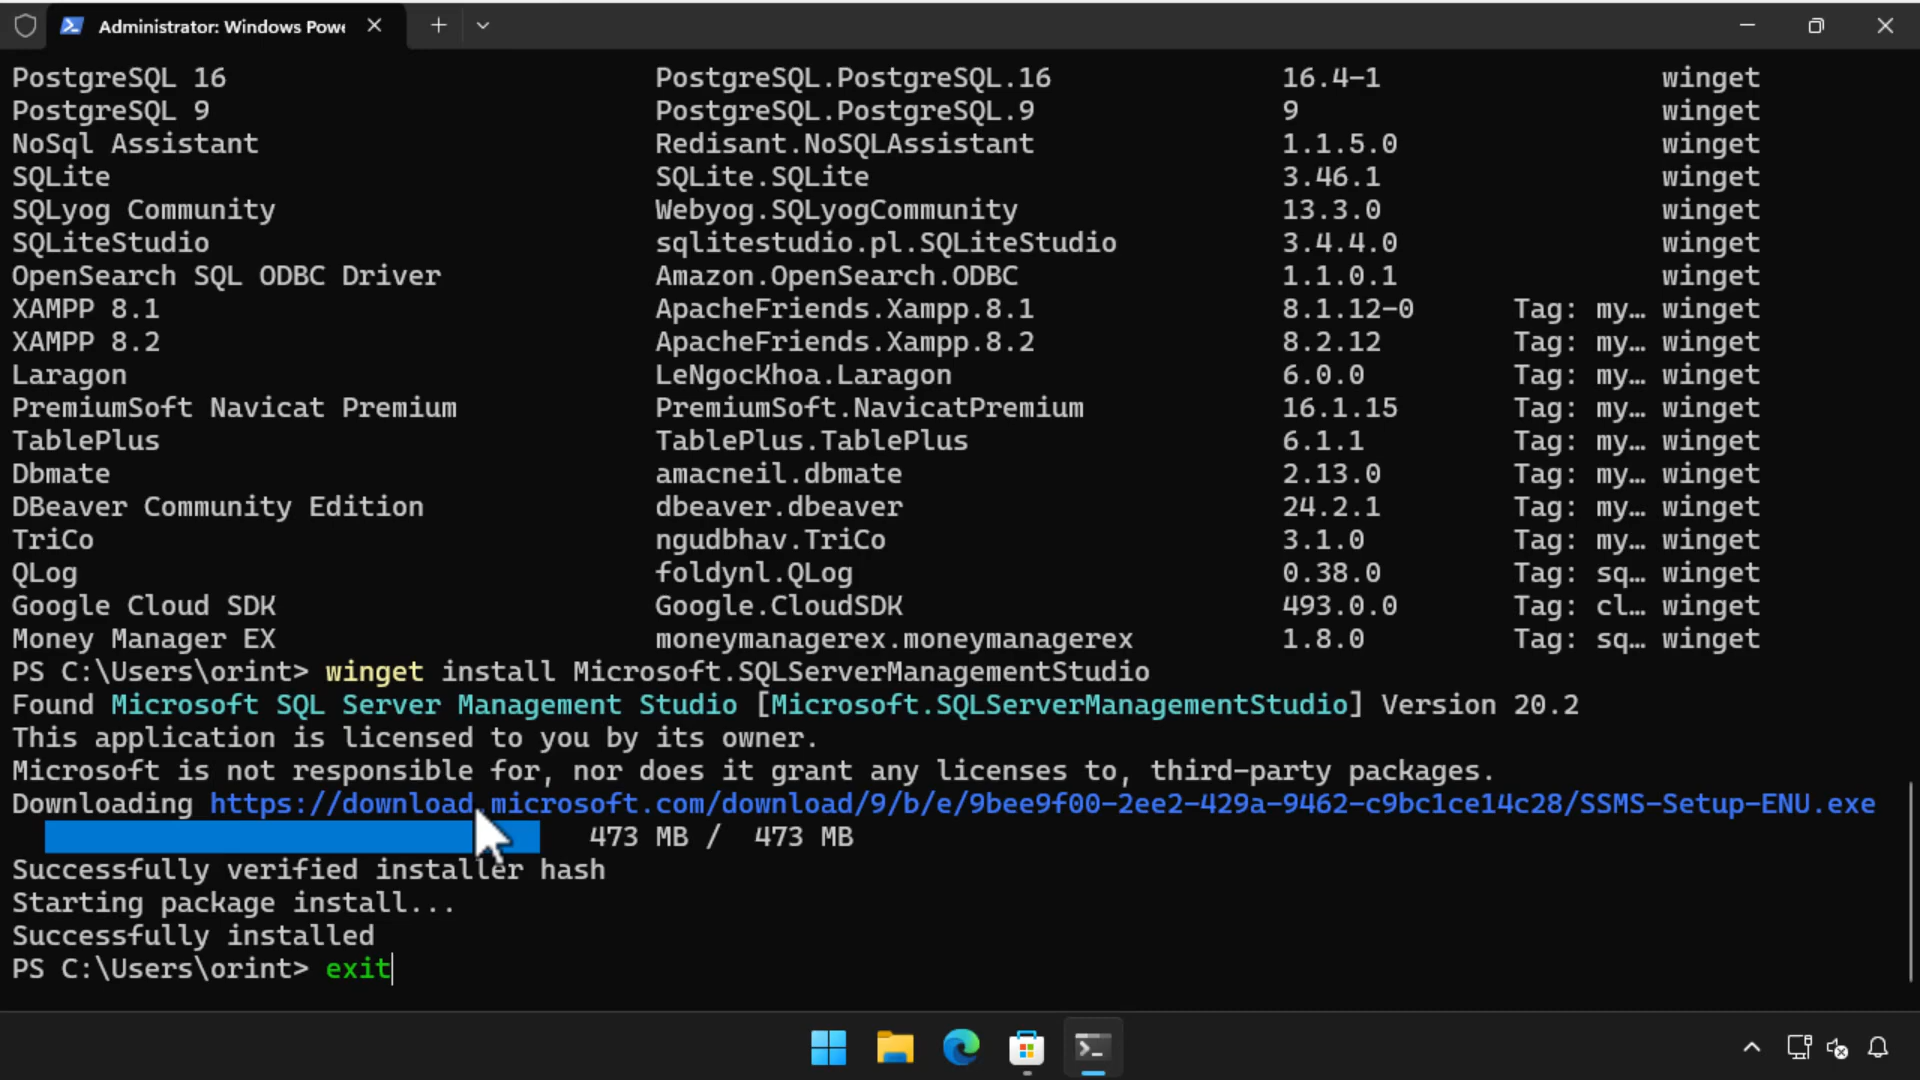 Administrator: Windows Powe
PostgreSQL 16 PostgreSQL.PostgreSQL.16 16.4-1 winget
PostgreSQL 9 PostgreSQL.PostgreSQL.9 9 winget
NoSql Assistant Redisant.NoSQLAssistant 1.1.5.0 winget
SQLite SQLite.SQLite 3.46.1 winget
SQLyog Community Webyog.SQLyogCommunity 13.3.0 winget
SQLiteStudio sqlitestudio.pl.SQLiteStudio 3.4.4.0 winget
OpenSearch SQL ODBC Driver Amazon.OpenSearch.ODBC 1.1.0.1 winget
XAMPP 8.1 ApacheFriends.Xampp.8.1 8.1.12-0 Tag: my… winget
XAMPP 8.2 ApacheFriends.Xampp.8.2 8.2.12 Tag: my… winget
Laragon LeNgocKhoa.Laragon 6.0.0 Tag: my… winget
PremiumSoft Navicat Premium PremiumSoft.NavicatPremium 16.1.15 Tag: my… winget
TablePlus TablePlus.TablePlus 6.1.1 Tag: my… winget
Dbmate amacneil.dbmate 2.13.0 Tag: my… winget
DBeaver Community Edition dbeaver.dbeaver 24.2.1 Tag: my… winget
TriCo ngudbhav.TriCo 3.1.0 Tag: my… winget
QLog foldynl.QLog 0.38.0 Tag: sq… winget
Google Cloud SDK Google.CloudSDK 493.0.0 Tag: cl… winget
Money Manager EX moneymanagerex.moneymanagerex 1.8.0 Tag: sq… winget
PS C:\Users\orint> winget install Microsoft.SQLServerManagementStudio
Found Microsoft SQL Server Management Studio [Microsoft.SQLServerManagementStudio] Version 20.2
This application is licensed to you by its owner.
Microsoft is not responsible for, nor does it grant any licenses to, third-party packages.
Downloading https://download.microsoft.com/download/9/b/e/9bee9f00-2ee2-429a-9462-c9bc1ce14c28/SSMS-Setup-ENU.exe
473 MB / 473 MB
Successfully verified installer hash
Starting package install...
Successfully installed
PS C:\Users\orint> exit